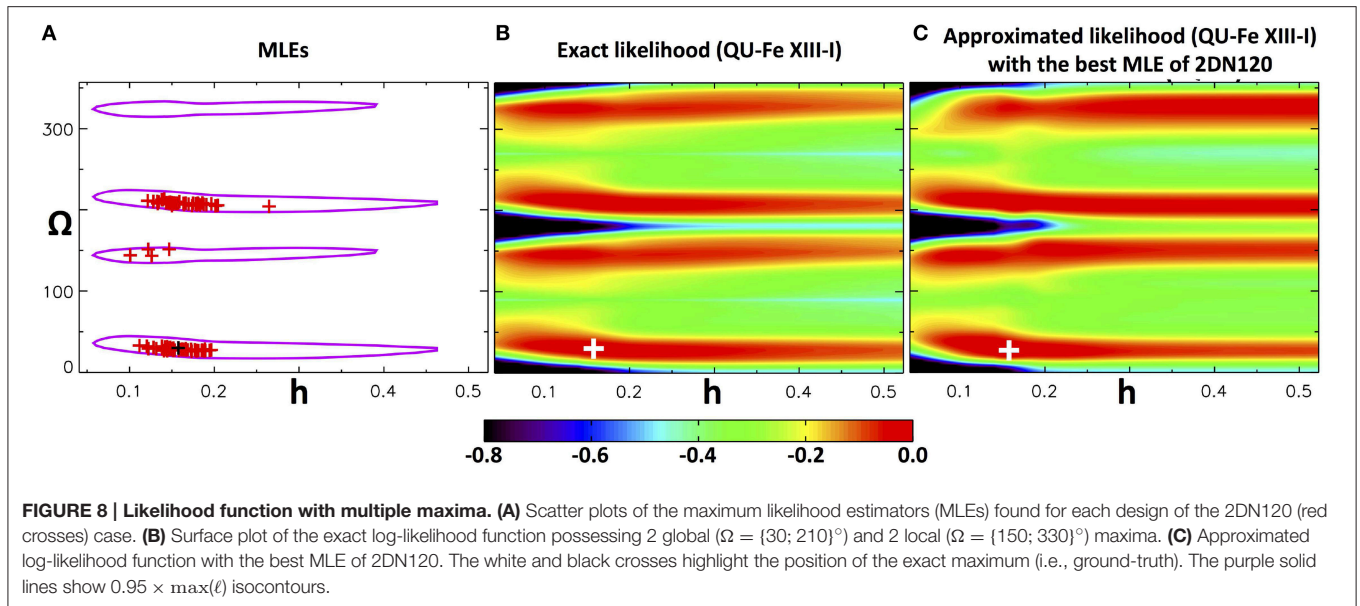 A
MLEs
B
Exact likelihood (QU-Fe XIII-I)
C
Approximated likelihood (QU-Fe XIII-I)
with the best MLE of 2DN120
300
200
Ω
100
0
0.1 0.2 h 0.4 0.5
0.1 0.2 h 0.4 0.5
0.1 0.2 h 0.4 0.5
-0.8 -0.6 -0.4 -0.2 0.0
FIGURE 8 | Likelihood function with multiple maxima. (A) Scatter plots of the maximum likelihood estimators (MLEs) found for each design of the 2DN120 (red
crosses) case. (B) Surface plot of the exact log-likelihood function possessing 2 global (Ω = {30; 210}°) and 2 local (Ω = {150; 330}°) maxima. (C) Approximated
log-likelihood function with the best MLE of 2DN120. The white and black crosses highlight the position of the exact maximum (i.e., ground-truth). The purple solid
lines show 0.95 × max(ℓ) isocontours.